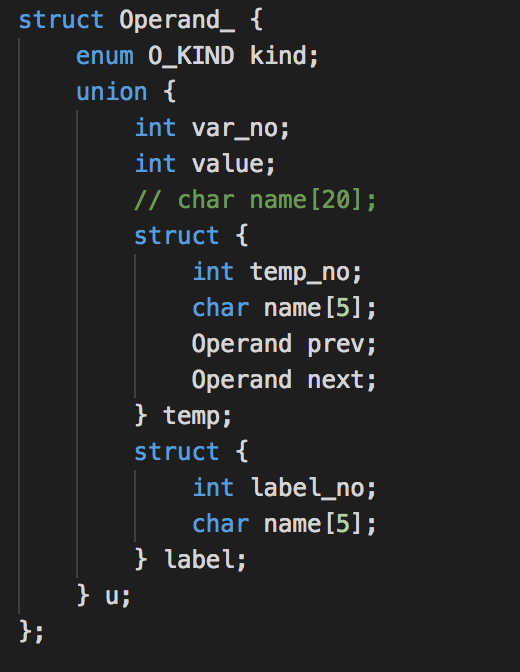 struct Operand_ {
    enum O_KIND kind;
    union {
        int var_no;
        int value;
        // char name[20];
        struct {
            int temp_no;
            char name[5];
            Operand prev;
            Operand next;
        } temp;
        struct {
            int label_no;
            char name[5];
        } label;
    } u;
};